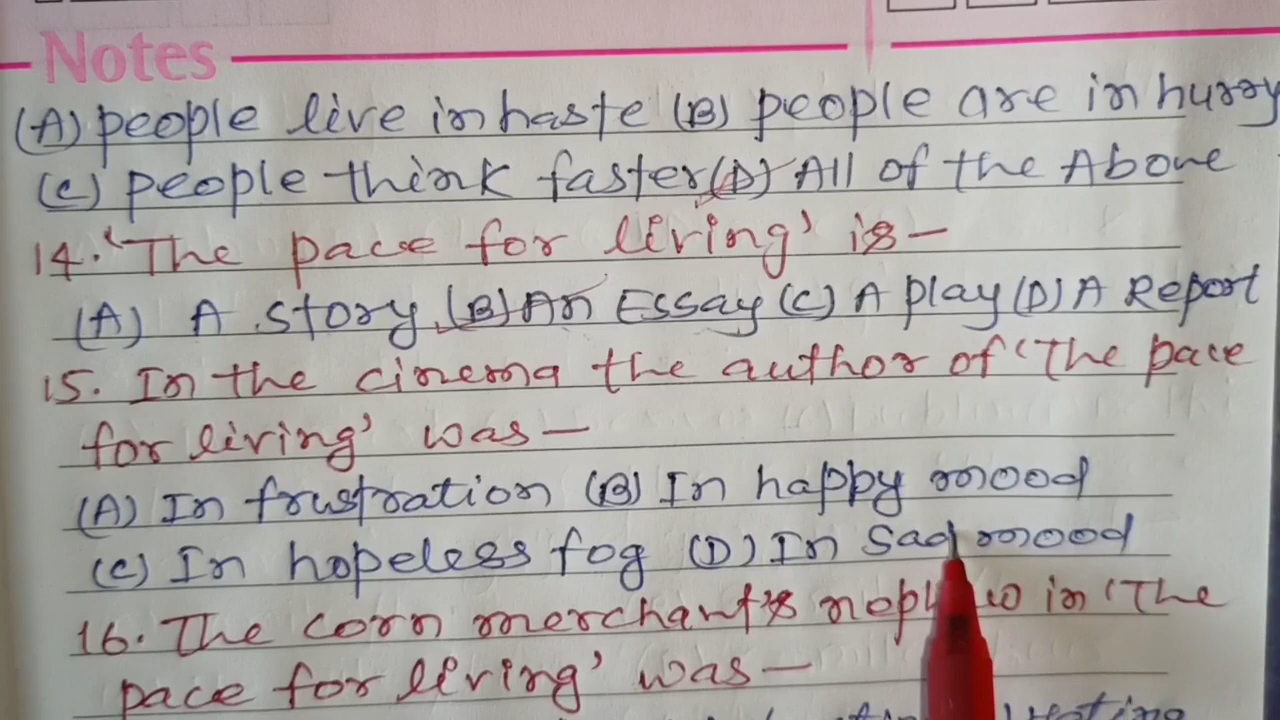 Notes
(A) people live in haste (B) people are in hurry
(C) people think faster (D) All of the Above
14. 'The pace for living' is —
(A) A story (B) An Essay (C) A play (D) A Report
15. In the cinema the author of 'The pace
for living' was —
(A) In frustration (B) In happy mood
(C) In hopeless fog (D) In Sad mood
16. The corn merchant's in 'The
pace for living' was —